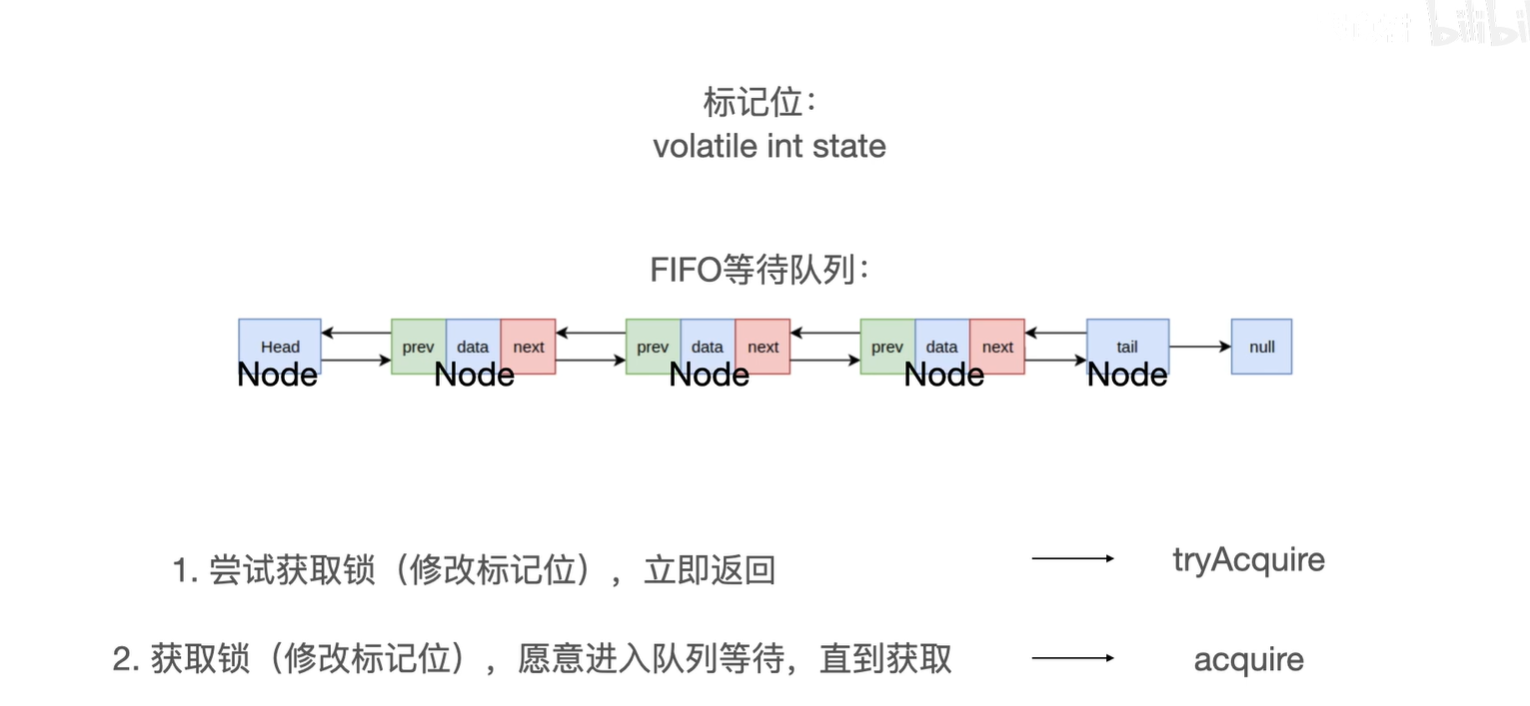 标记位：
volatile int state
FIFO等待队列：
Head prev data next prev data next prev data next tail null
Node Node Node Node Node
1. 尝试获取锁（修改标记位），立即返回 tryAcquire
2. 获取锁（修改标记位），愿意进入队列等待，直到获取 acquire